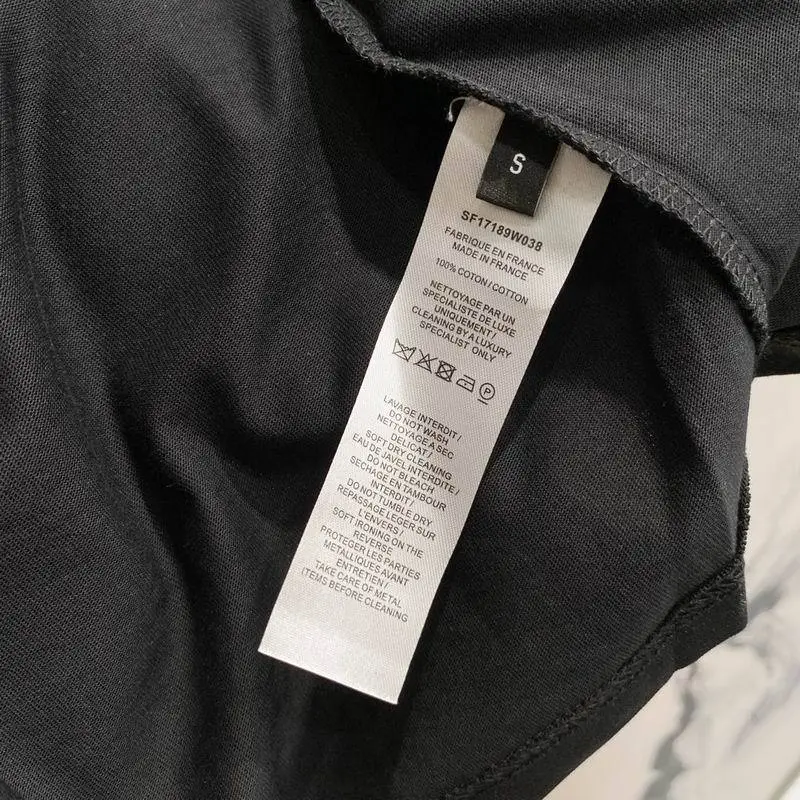 S
SF17189W038
FABRIQUE EN FRANCE
MADE IN FRANCE
100% COTON/COTTON
NETTOYAGE PAR UN
SPECIALISTE DE LUXE
UNIQUEMENT/
CLEANING BY A LUXURY
SPECIALIST ONLY
P
LAVAGE INTERDIT/
DO NOT WASH
NETTOYAGE A SEC
DELICAT/
SOFT DRY CLEANING
EAU DE JAVEL INTERDITE/
DO NOT BLEACH
SECHAGE EN TAMBOUR
INTERDIT/
DO NOT TUMBLE DRY
REPASSAGE LEGER SUR
L'ENVERS/
SOFT IRONING ON THE
REVERSE
PROTEGER LES PARTIES
METALLIQUES AVANT
ENTRETIEN/
TAKE CARE OF METAL
ITEMS BEFORE CLEANING